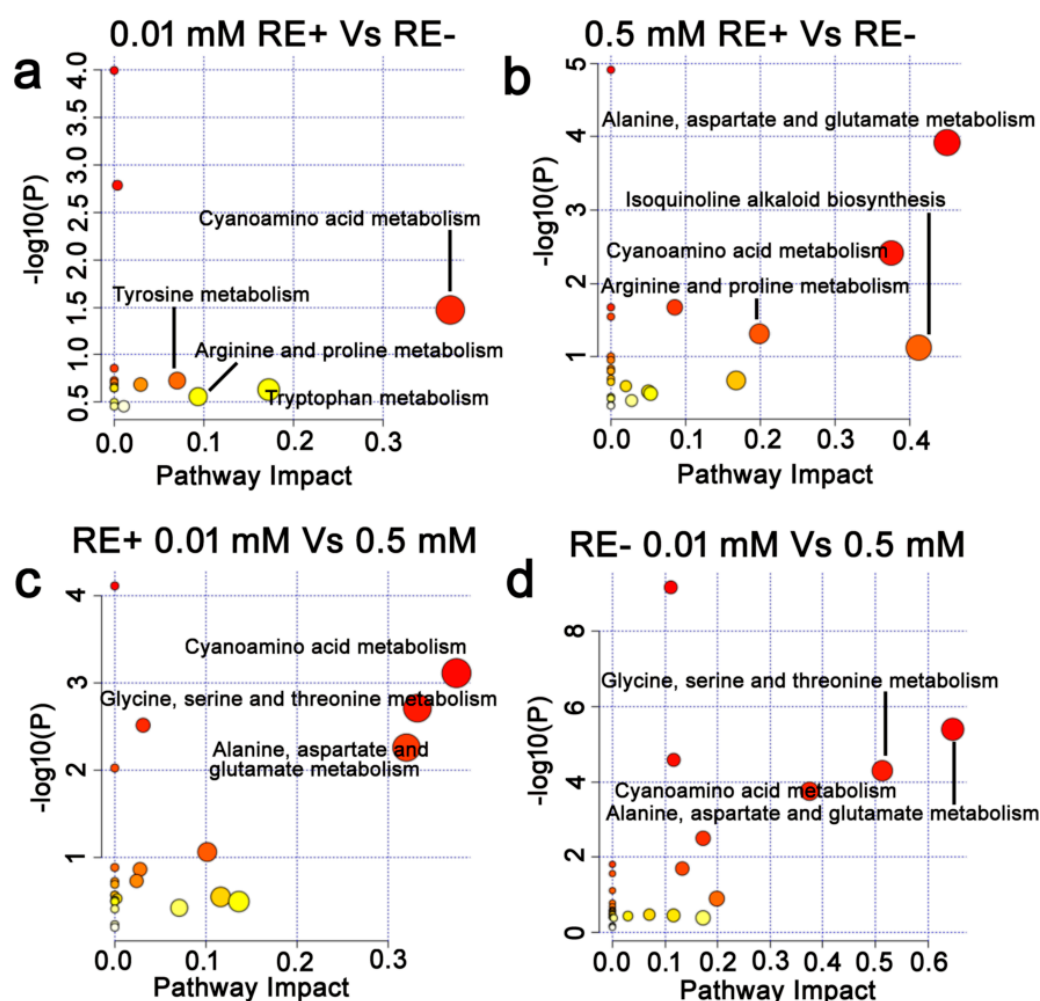 0.01 mM RE+ Vs RE-
a
4.0
3.5
3.0
2.5
2.0
1.5
1.0
0.5
-log10(P)
Cyanoamino acid metabolism
Tyrosine metabolism
Arginine and proline metabolism
Tryptophan metabolism
0.0 0.1 0.2 0.3
Pathway Impact
0.5 mM RE+ Vs RE-
b
5
4
3
2
1
-log10(P)
Alanine, aspartate and glutamate metabolism
Isoquinoline alkaloid biosynthesis
Cyanoamino acid metabolism
Arginine and proline metabolism
0.0 0.1 0.2 0.3 0.4
Pathway Impact
RE+ 0.01 mM Vs 0.5 mM
c
4
3
2
1
-log10(P)
Cyanoamino acid metabolism
Glycine, serine and threonine metabolism
Alanine, aspartate and
glutamate metabolism
0.0 0.1 0.2 0.3
Pathway Impact
RE- 0.01 mM Vs 0.5 mM
d
8
6
4
2
0
-log10(P)
Glycine, serine and threonine metabolism
Cyanoamino acid metabolism
Alanine, aspartate and glutamate metabolism
0.0 0.1 0.2 0.3 0.4 0.5 0.6
Pathway Impact